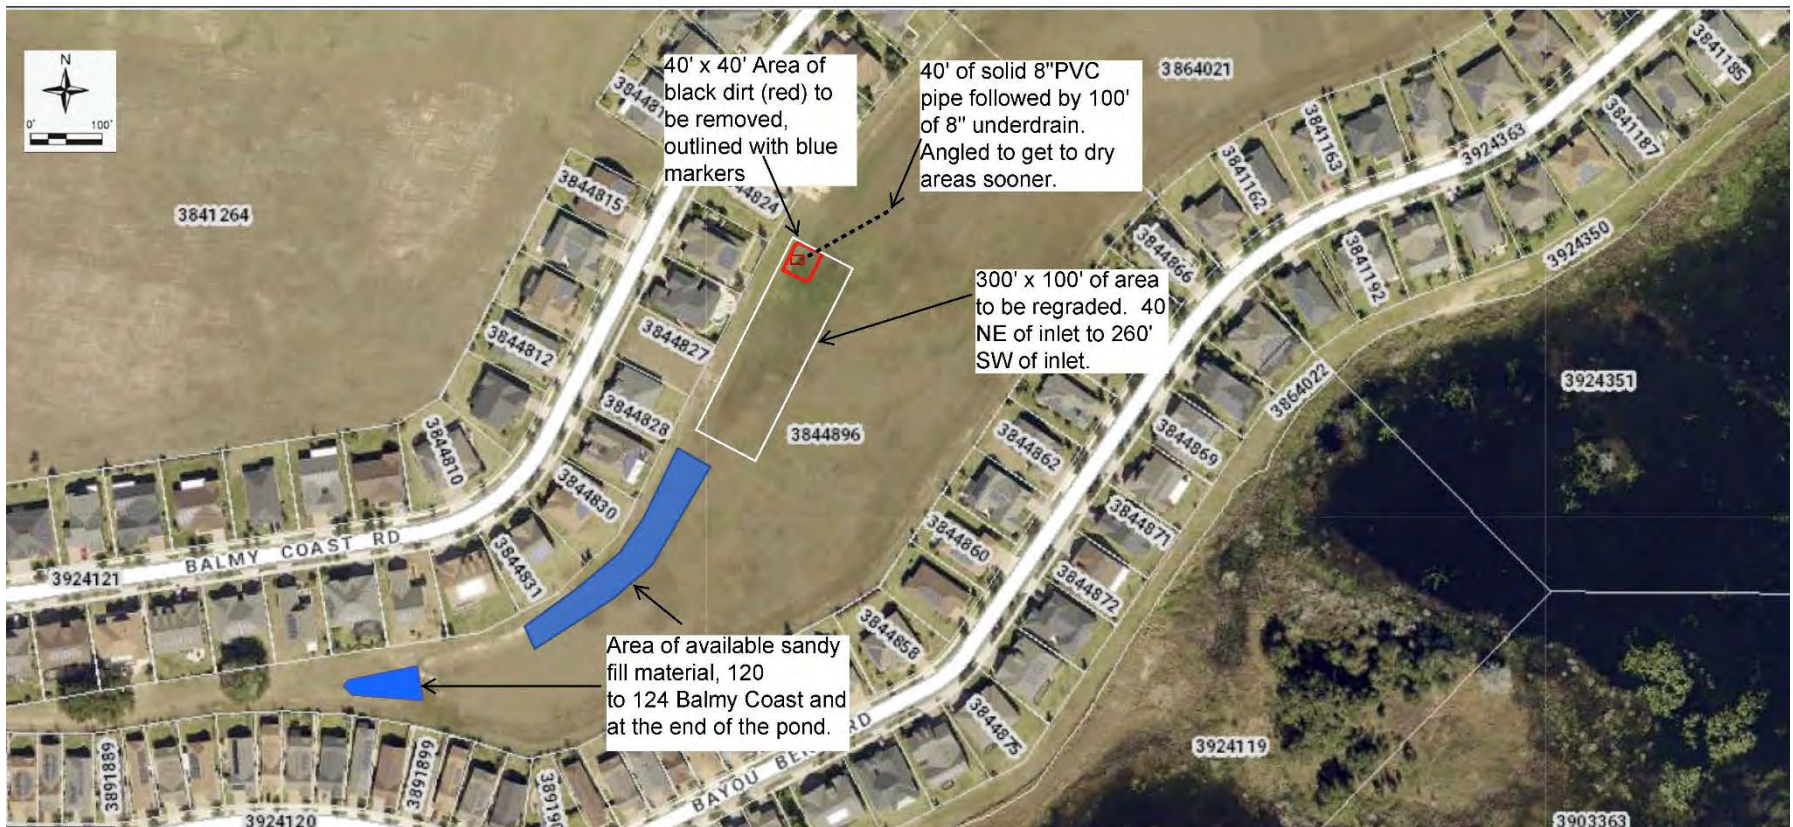 N
0' 100'
40' x 40' Area of
black dirt (red) to
be removed,
outlined with blue
markers
40' of solid 8"PVC
pipe followed by 100'
of 8" underdrain.
Angled to get to dry
areas sooner.
300' x 100' of area
to be regraded. 40
NE of inlet to 260'
SW of inlet.
Area of available sandy
fill material, 120
to 124 Balmy Coast and
at the end of the pond.
3864021
3841185
3841187
3924363
3841163
3841162
3844866
3841192
3924350
3844815
3841264
3844812
3844827
3844828
3844810
3844830
3844831
3844896
3844862
3844869
3864022
3924351
3844860
3844871
3844872
3844858
3844875
BALMY COAST RD
3924121
3891889
3891899
3924120
3924119
3903363